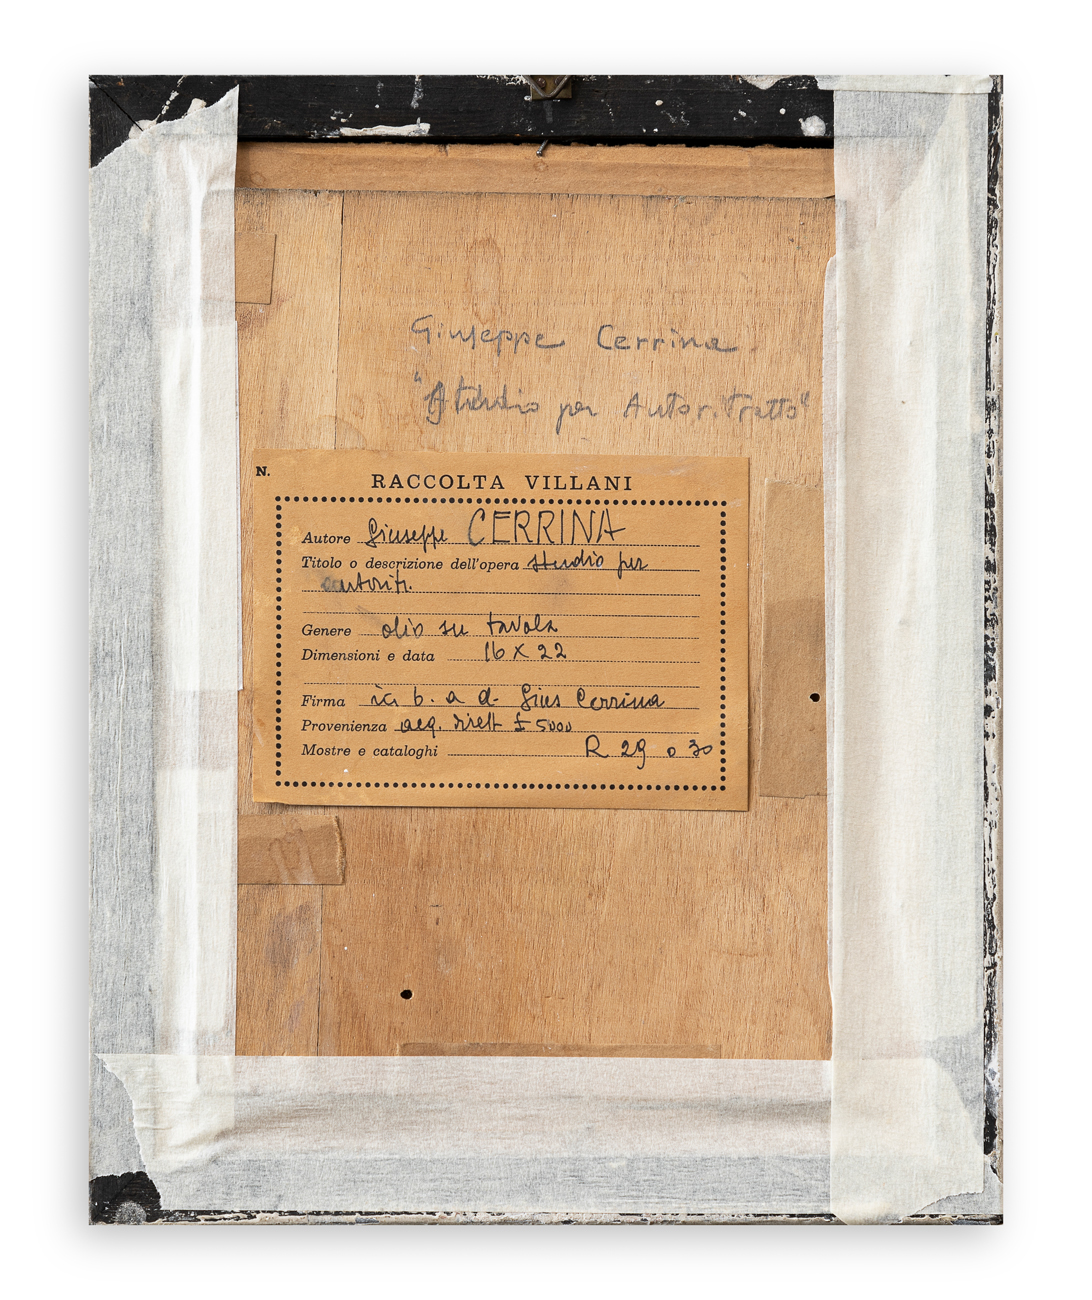 Giuseppe Cerrina
"Studio per Autoritratto"
N.
RACCOLTA VILLANI
Autore Giuseppe CERRINA
Titolo o descrizione dell'opera studio per
autorit.
Genere olio su tavola
Dimensioni e data 16 x 22
Firma in b. a d. Gius Cerrina
Provenienza acq. dirett £ 5000
Mostre e cataloghi R 29 o 30